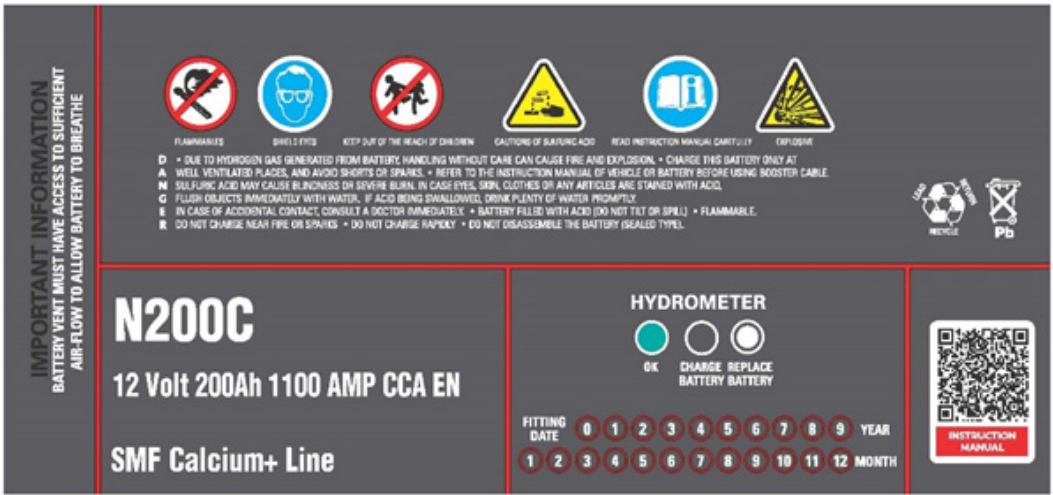 IMPORTANT INFORMATION
BATTERY VENT MUST HAVE ACCESS TO SUFFICIENT
AIR-FLOW TO ALLOW BATTERY TO BREATHE
FLAMMABLES
SHIELD EYES
KEEP OUT OF THE REACH OF CHILDREN
CAUTIONS OF SULFURIC ACID
READ INSTRUCTION MANUAL CAREFULLY
EXPLOSIVE
D • DUE TO HYDROGEN GAS GENERATED FROM BATTERY, HANDLING WITHOUT CARE CAN CAUSE FIRE AND EXPLOSION. • CHARGE THIS BATTERY ONLY AT
A WELL VENTILATED PLACES, AND AVOID SHORTS OR SPARKS. • REFER TO THE INSTRUCTION MANUAL OF VEHICLE OR BATTERY BEFORE USING BOOSTER CABLE.
N SULFURIC ACID MAY CAUSE BLINDNESS OR SEVERE BURN. IN CASE EYES, SKIN, CLOTHES OR ANY ARTICLES ARE STAINED WITH ACID,
G FLUSH OBJECTS IMMEDIATELY WITH WATER. IF ACID BEING SWALLOWED, DRINK PLENTY OF WATER PROMPTLY.
E IN CASE OF ACCIDENTAL CONTACT, CONSULT A DOCTOR IMMEDIATELY. • BATTERY FILLED WITH ACID (DO NOT TILT OR SPILL) • FLAMMABLE.
R DO NOT CHARGE NEAR FIRE OR SPARKS • DO NOT CHARGE RAPIDLY • DO NOT DISASSEMBLE THE BATTERY (SEALED TYPE).
LEAD
RETURN
RECYCLE
Pb
N200C
12 Volt 200Ah 1100 AMP CCA EN
SMF Calcium+ Line
HYDROMETER
OK
CHARGE BATTERY
REPLACE BATTERY
FITTING DATE
0 1 2 3 4 5 6 7 8 9 YEAR
1 2 3 4 5 6 7 8 9 10 11 12 MONTH
INSTRUCTION
MANUAL